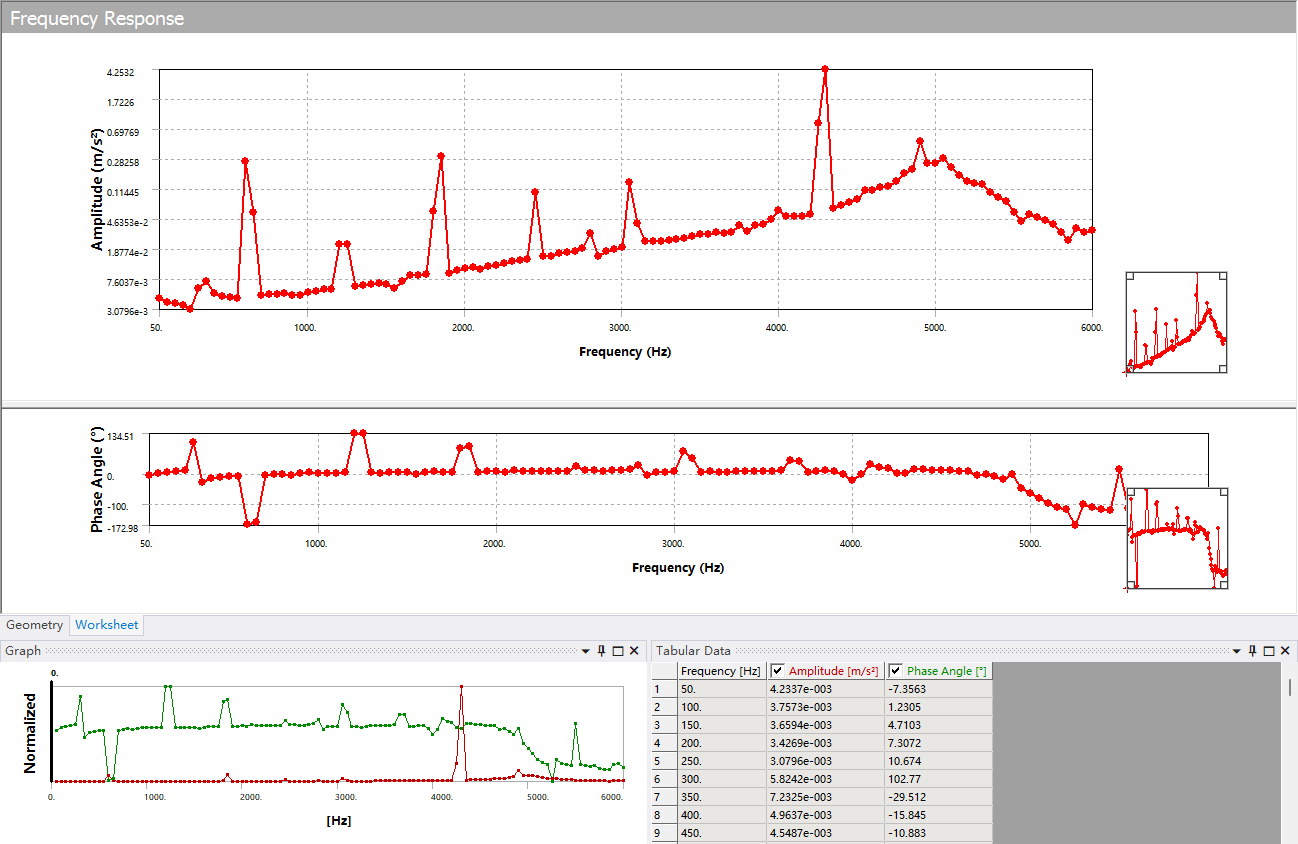 Frequency Response
Amplitude (m/s²)
4.2532
1.7226
0.69769
0.28258
0.11445
4.6353e-2
1.8774e-2
7.6037e-3
3.0796e-3
50. 1000. 2000. 3000. 4000. 5000. 6000.
Frequency (Hz)
Phase Angle (°)
134.51
0.
-100.
-172.98
50. 1000. 2000. 3000. 4000. 5000.
Frequency (Hz)
Geometry Worksheet
Graph
0.
Normalized
0. 1000. 2000. 3000. 4000. 5000. 6000.
[Hz]
Tabular Data
Frequency [Hz] Amplitude [m/s²] Phase Angle [°]
1 50. 4.2337e-003 -7.3563
2 100. 3.7573e-003 1.2305
3 150. 3.6594e-003 4.7103
4 200. 3.4269e-003 7.3072
5 250. 3.0796e-003 10.674
6 300. 5.8242e-003 102.77
7 350. 7.2325e-003 -29.512
8 400. 4.9637e-003 -15.845
9 450. 4.5487e-003 -10.883